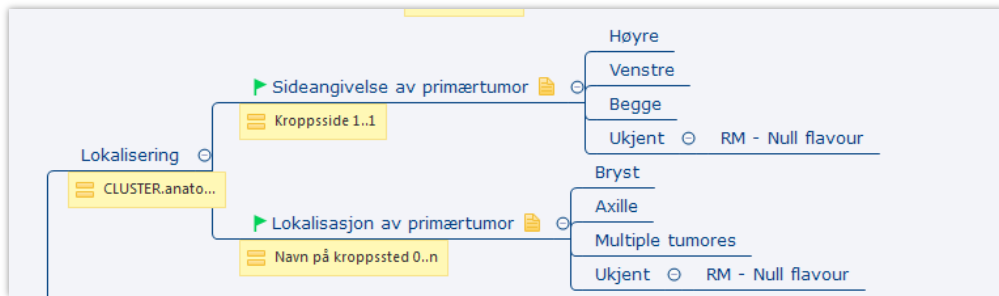 Høyre
Sideangivelse av primærtumor
Venstre
Kroppsside 1..1
Begge
Ukjent
RM - Null flavour
Lokalisering
CLUSTER.anato...
Bryst
Lokalisasjon av primærtumor
Axille
Navn på kroppssted 0..n
Multiple tumores
Ukjent
RM - Null flavour